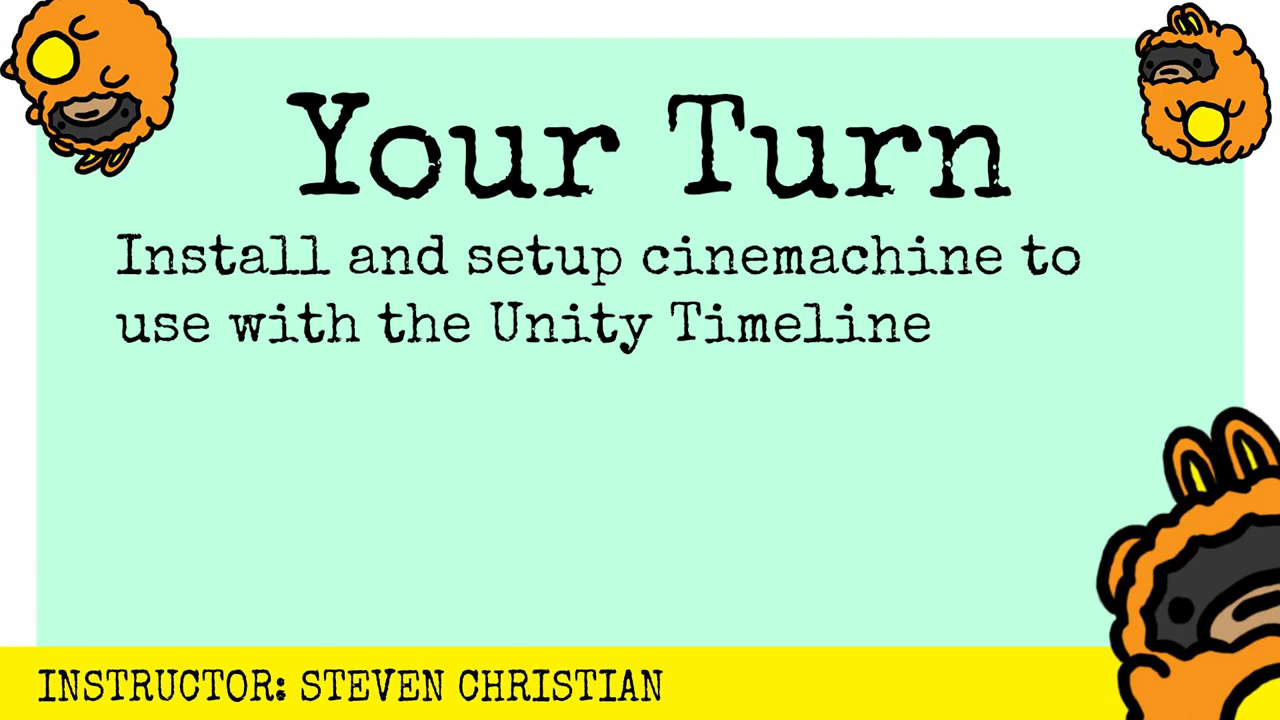 Your Turn
Install and setup cinemachine to
use with the Unity Timeline
INSTRUCTOR: STEVEN CHRISTIAN